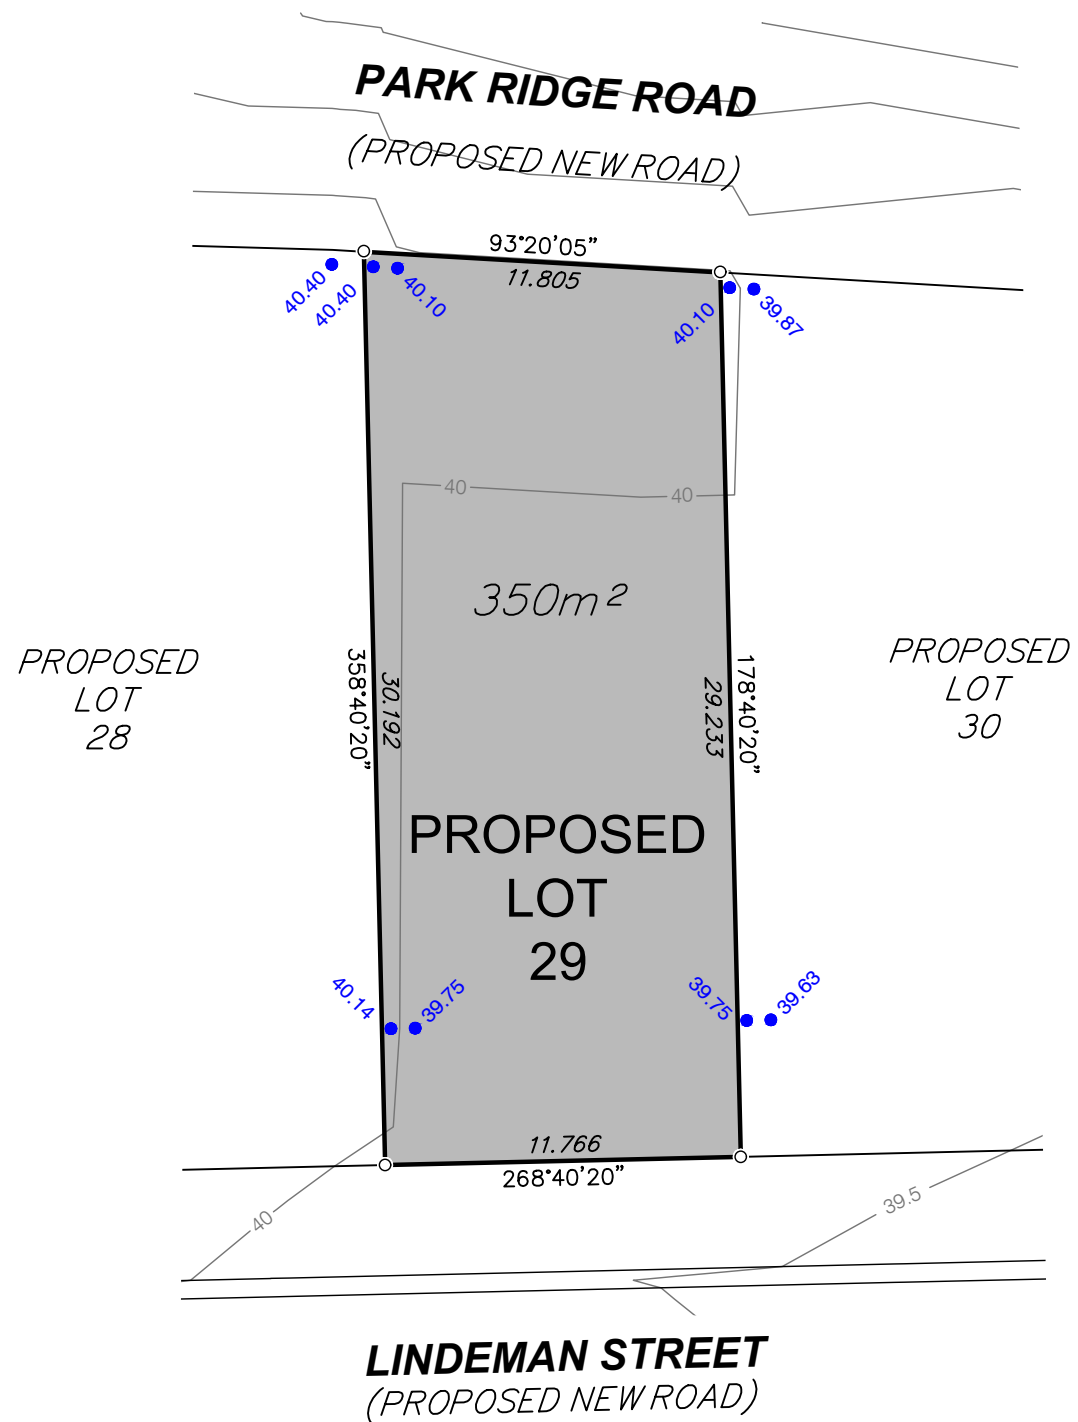 PARK RIDGE ROAD
(PROPOSED NEW ROAD)
93°20'05"
11.805
40.40
40.40
40.10
40.10
39.87
40
40
350m²
PROPOSED
LOT
28
358°40'20"
30.192
29.233
178°40'20"
PROPOSED
LOT
30
PROPOSED
LOT
29
40.14
39.75
39.75
39.63
11.766
268°40'20"
40
39.5
LINDEMAN STREET
(PROPOSED NEW ROAD)